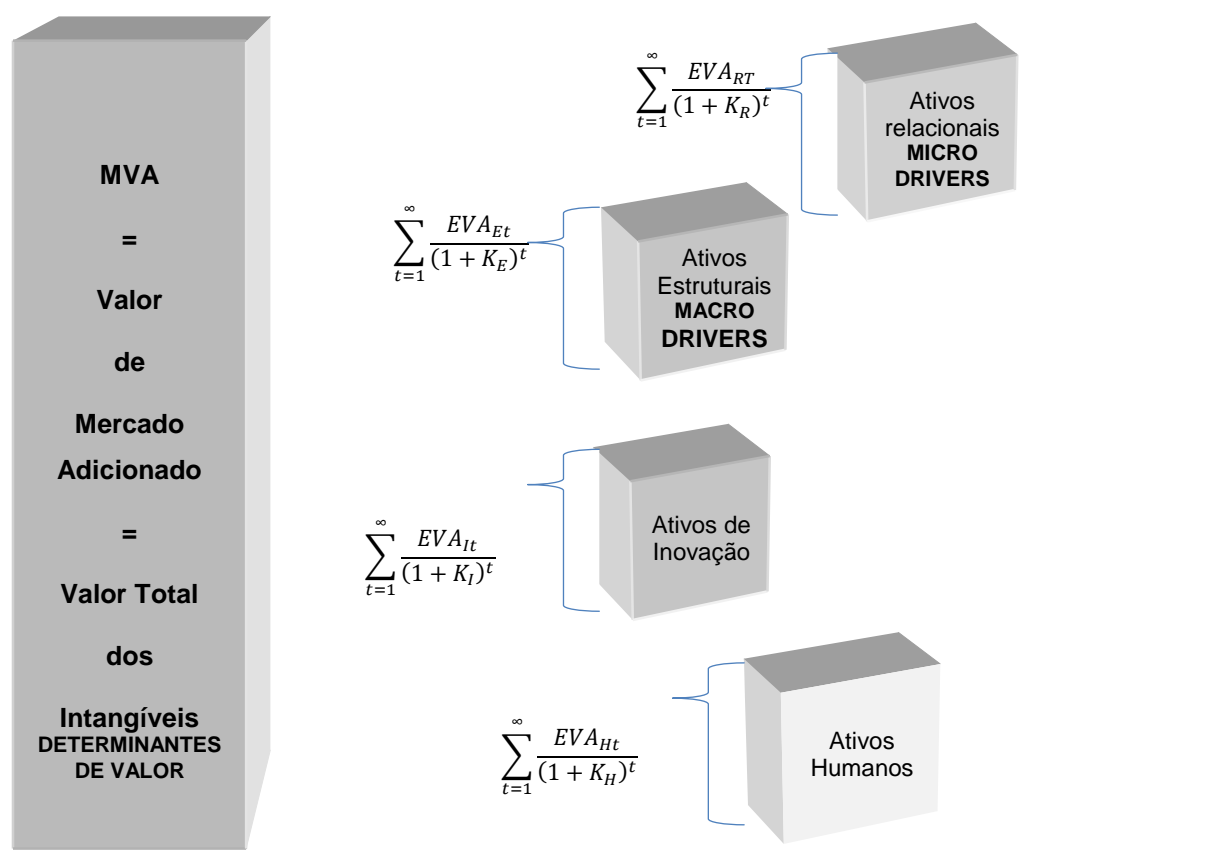 MVA
=
Valor
de
Mercado
Adicionado
=
Valor Total
dos
Intangíveis
DETERMINANTES
DE VALOR
∞
∑ EVA_{RT} / (1 + K_R)^t
t=1
Ativos
relacionais
MICRO
DRIVERS
∞
∑ EVA_{Et} / (1 + K_E)^t
t=1
Ativos
Estruturais
MACRO
DRIVERS
∞
∑ EVA_{It} / (1 + K_I)^t
t=1
Ativos de
Inovação
∞
∑ EVA_{Ht} / (1 + K_H)^t
t=1
Ativos
Humanos